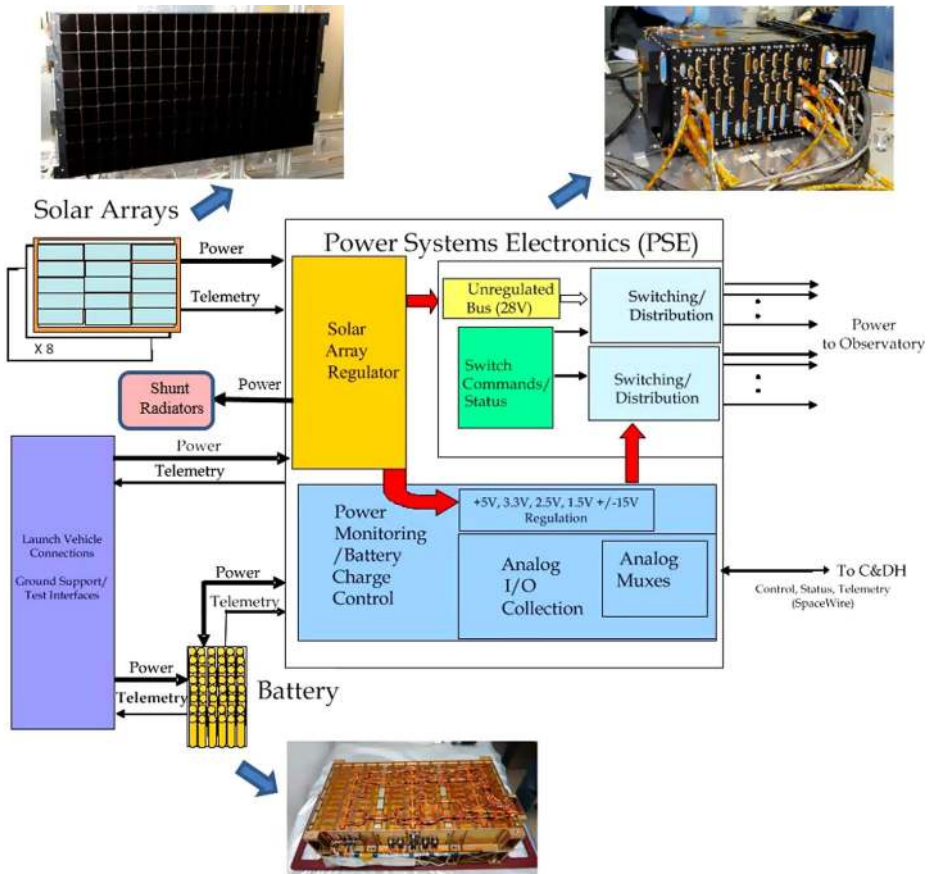 Solar Arrays
Power
Telemetry
X 8
Power Systems Electronics (PSE)
Solar
Array
Regulator
Unregulated
Bus (28V)
Switching/
Distribution
Switch
Commands/
Status
Switching/
Distribution
Power
to Observatory
Shunt
Radiators
Power
Power
Telemetry
Launch Vehicle
Connections
Ground Support/
Test Interfaces
Power
Monitoring
/Battery
Charge
Control
+5V, 3.3V, 2.5V, 1.5V +/-15V
Regulation
Analog
I/O
Collection
Analog
Muxes
To C&DH
Control, Status, Telemetry
(SpaceWire)
Power
Telemetry
Power
Telemetry
Battery